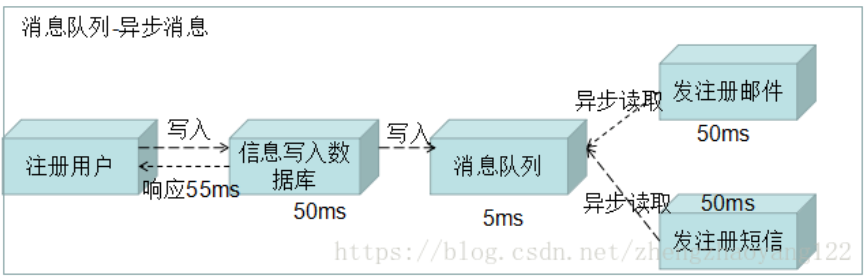 消息队列-异步消息
注册用户
写入
响应55ms
信息写入数
据库
50ms
写入
消息队列
5ms
异步读取
发注册邮件
50ms
异步读取
50ms
发注册短信
https://blog.csdn.net/zhengzhaoyang122